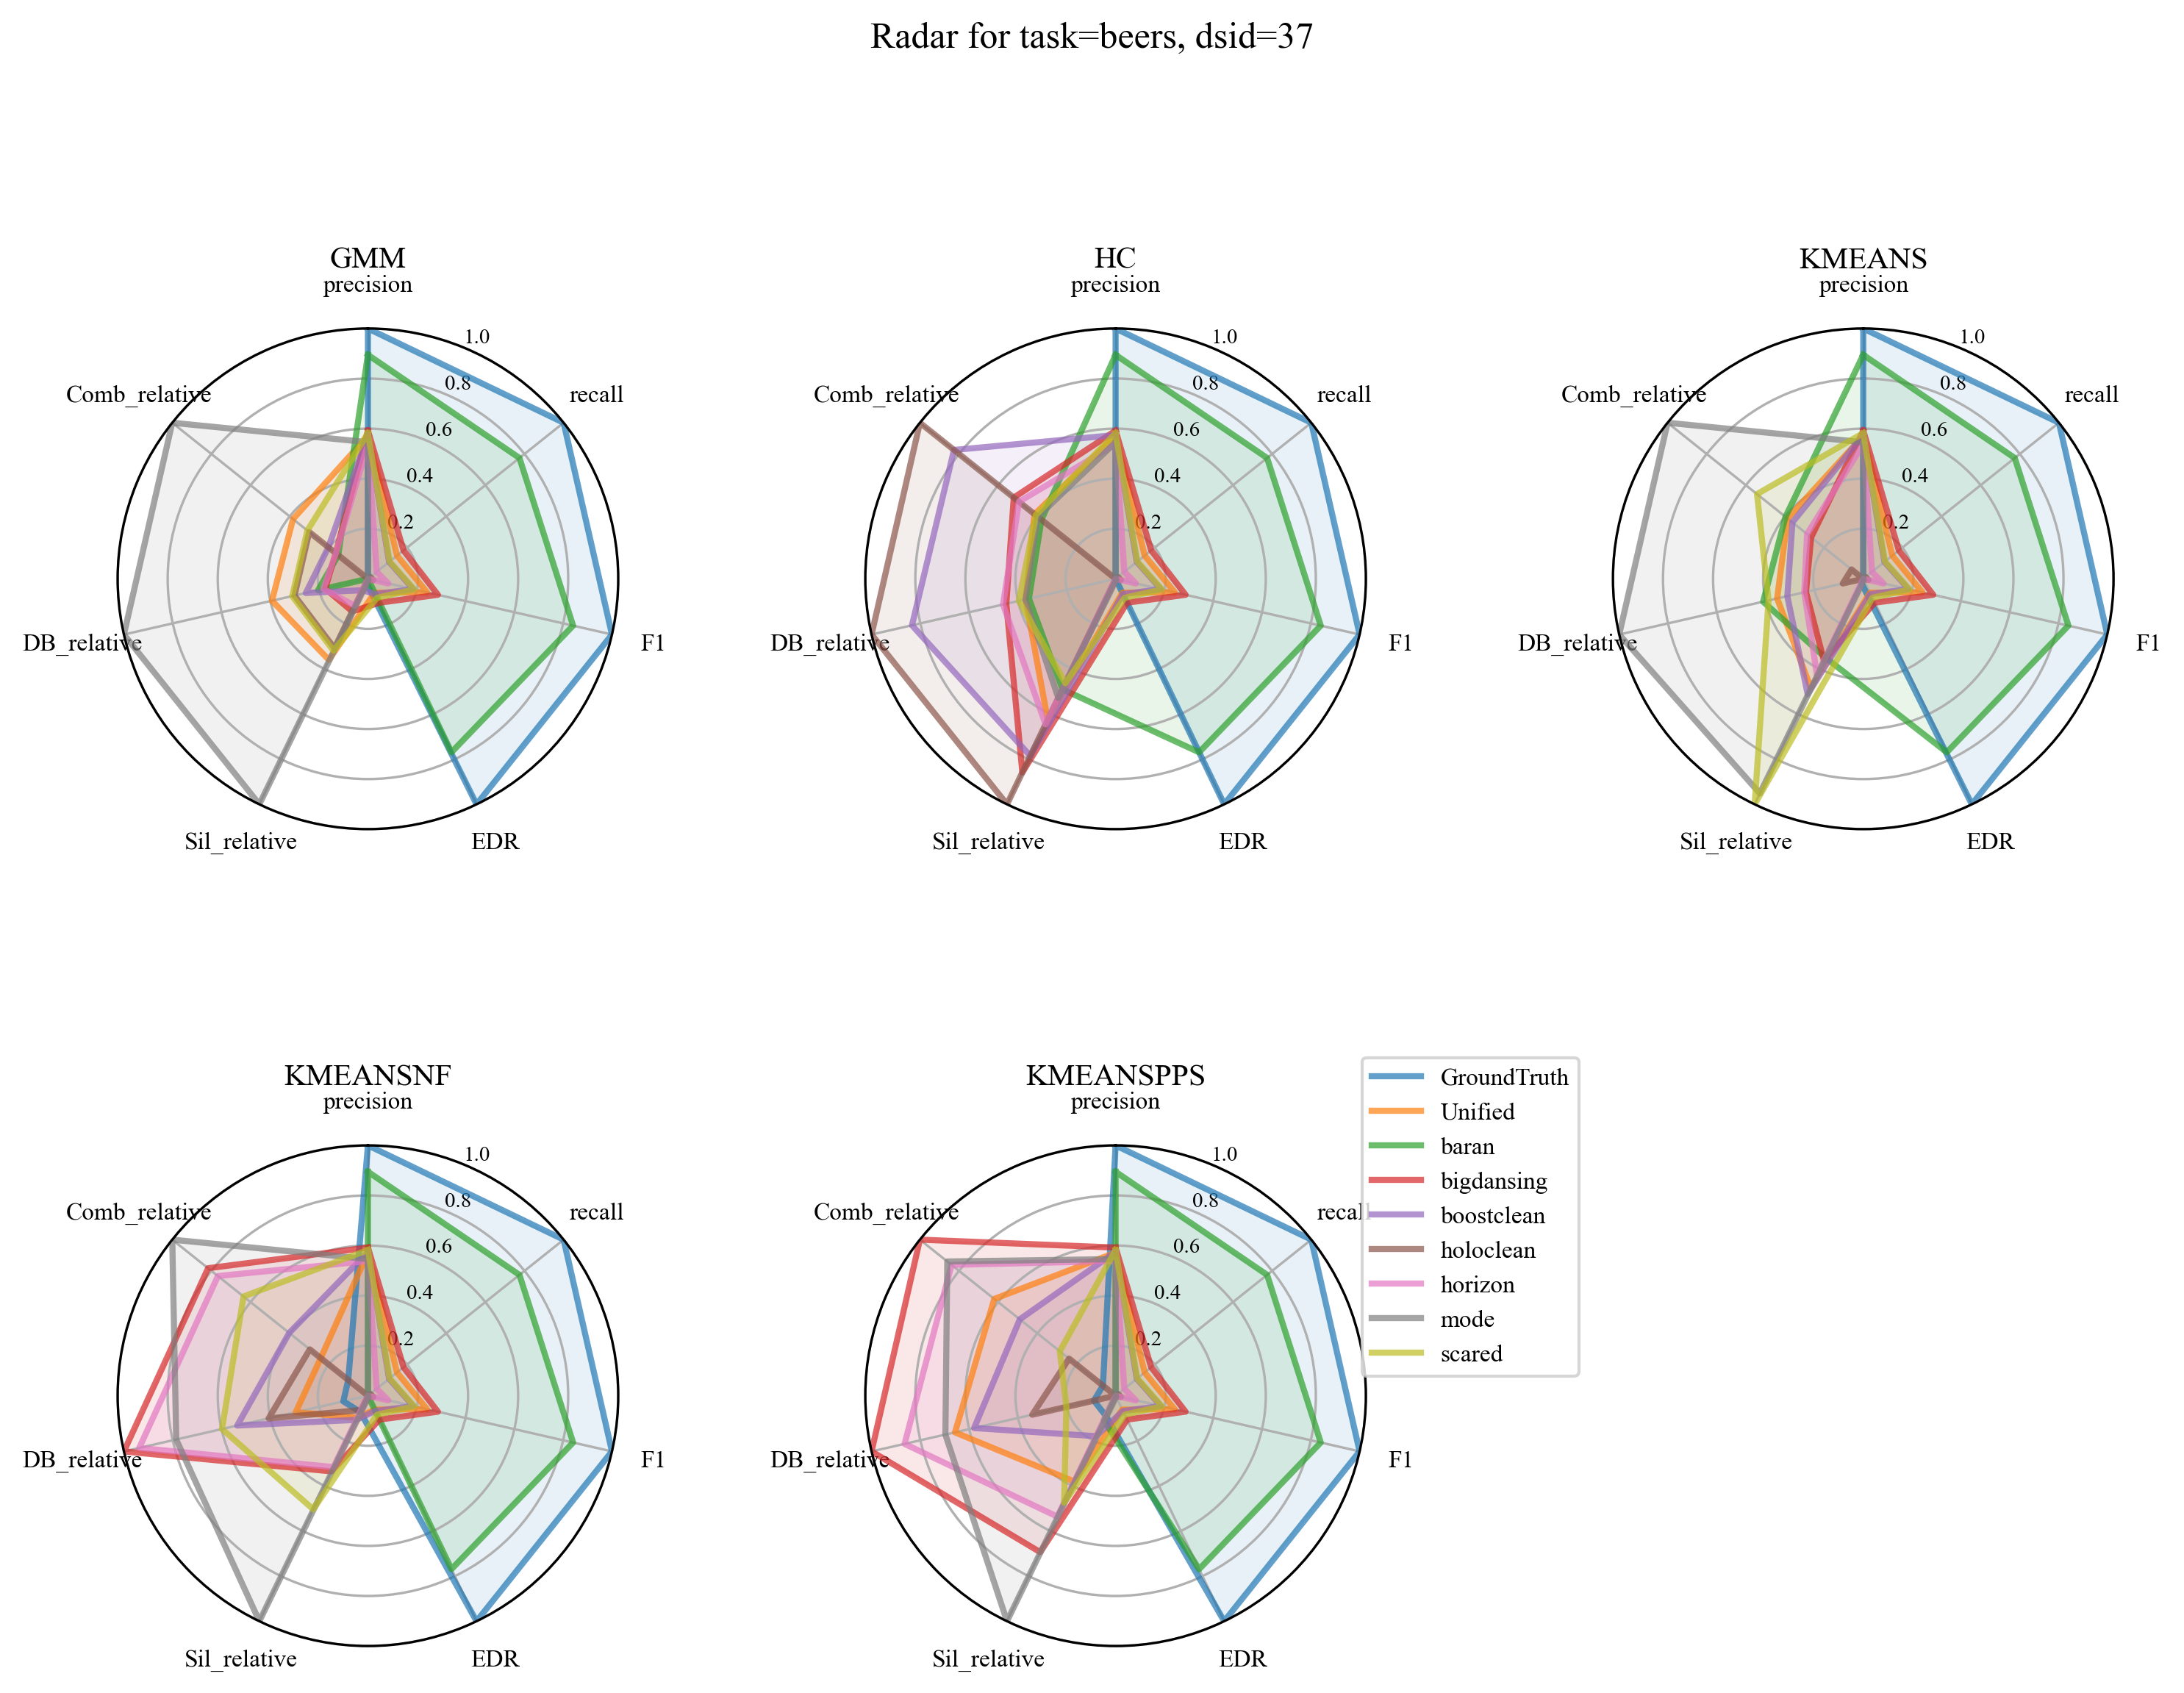 Radar for task=beers, dsid=37
GMM
precision
1.0
0.8
0.6
0.4
0.2
Comb_relative
recall
DB_relative
F1
Sil_relative
EDR
HC
precision
1.0
0.8
0.6
0.4
0.2
Comb_relative
recall
DB_relative
F1
Sil_relative
EDR
KMEANS
precision
1.0
0.8
0.6
0.4
0.2
Comb_relative
recall
DB_relative
F1
Sil_relative
EDR
KMEANSNF
precision
1.0
0.8
0.6
0.4
0.2
Comb_relative
recall
DB_relative
F1
Sil_relative
EDR
KMEANSPPS
precision
1.0
0.8
0.6
0.4
0.2
Comb_relative
recall
DB_relative
F1
Sil_relative
EDR
GroundTruth
Unified
baran
bigdansing
boostclean
holoclean
horizon
mode
scared